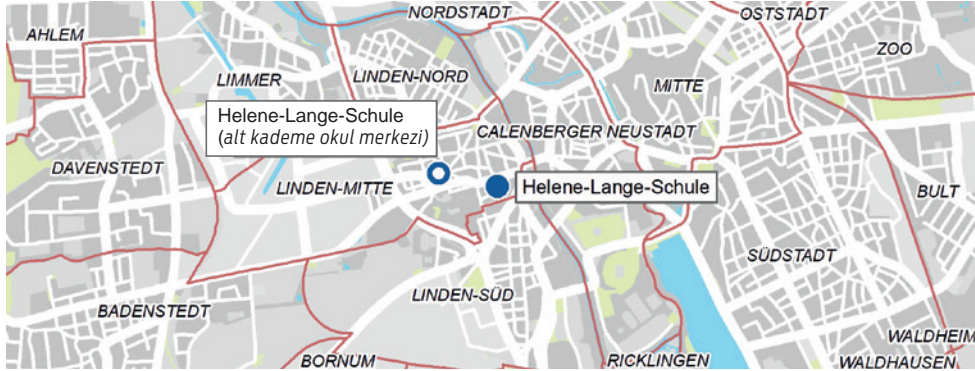 NORDSTADT
OSTSTADT
AHLEM
ZOO
LIMMER
LINDEN-NORD
MITTE
Helene-Lange-Schule
(alt kademe okul merkezi)
CALENBERGER NEUSTADT
DAVENSTEDT
LINDEN-MITTE
Helene-Lange-Schule
BULT
SÜDSTADT
LINDEN-SÜD
BADENSTEDT
WALDHEIM
BORNUM
RICKLINGEN
WALDHAUSEN